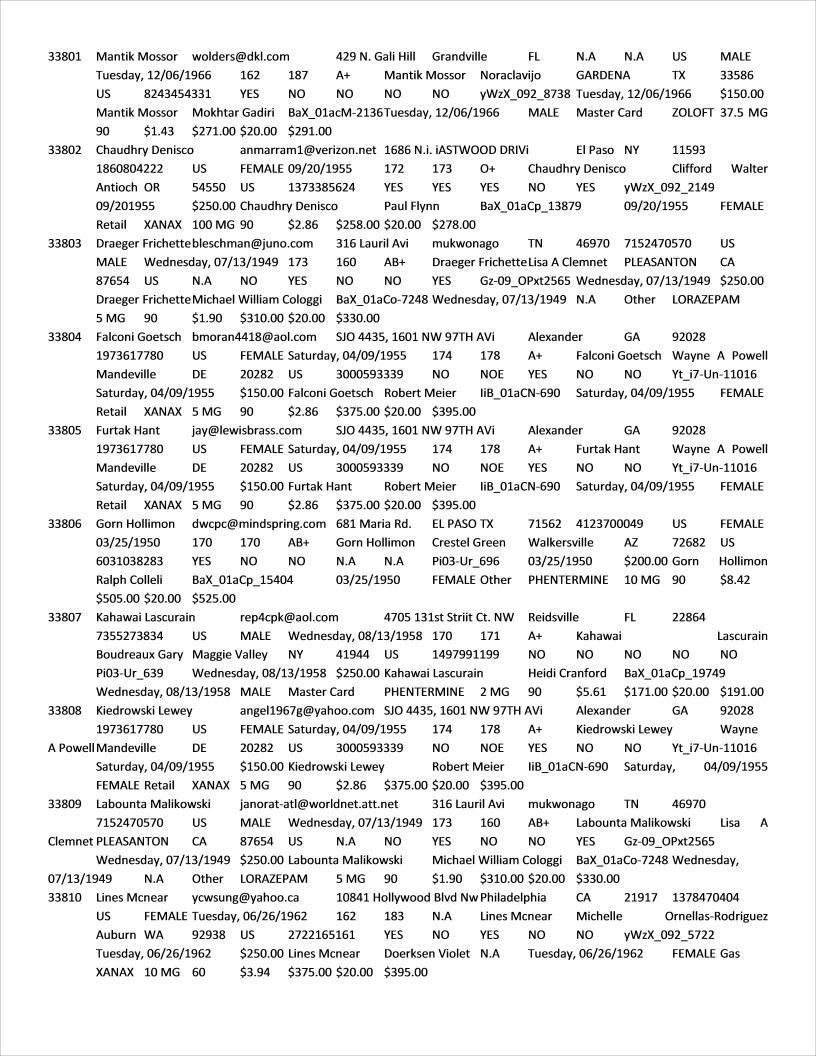 33801 Mantik Mossor wolders@dkl.com 429 N. Gali Hill Grandville FL N.A N.A US MALE
Tuesday, 12/06/1966 162 187 A+ Mantik Mossor Noraclavijo GARDENA TX 33586
US 8243454331 YES NO NO NO NO yWzX_092_8738 Tuesday, 12/06/1966 $150.00
Mantik Mossor Mokhtar Gadiri BaX_01acM-2136 Tuesday, 12/06/1966 MALE Master Card ZOLOFT 37.5 MG
90 $1.43 $271.00 $20.00 $291.00
33802 Chaudhry Denisco anmarram1@verizon.net 1686 N.i. iASTWOOD DRIVi El Paso NY 11593
1860804222 US FEMALE 09/20/1955 172 173 O+ Chaudhry Denisco Clifford Walter
Antioch OR 54550 US 1373385624 YES YES YES NO YES yWzX_092_2149
09/201955 $250.00 Chaudhry Denisco Paul Flynn BaX_01aCp_13879 09/20/1955 FEMALE
Retail XANAX 100 MG 90 $2.86 $258.00 $20.00 $278.00
33803 Draeger Frichette bleschman@juno.com 316 Lauril Avi mukwonago TN 46970 7152470570 US
MALE Wednesday, 07/13/1949 173 160 AB+ Draeger Frichette Lisa A Clemnet PLEASANTON CA
87654 US N.A NO YES NO NO YES Gz-09_OPxt2565 Wednesday, 07/13/1949 $250.00
Draeger Frichette Michael William Cologgi BaX_01aCo-7248 Wednesday, 07/13/1949 N.A Other LORAZEPAM
5 MG 90 $1.90 $310.00 $20.00 $330.00
33804 Falconi Goetsch bmoran4418@aol.com SJO 4435, 1601 NW 97TH AVi Alexander GA 92028
1973617780 US FEMALE Saturday, 04/09/1955 174 178 A+ Falconi Goetsch Wayne A Powell
Mandeville DE 20282 US 3000593339 NO NOE YES NO NO Yt_i7-Un-11016
Saturday, 04/09/1955 $150.00 Falconi Goetsch Robert Meier IiB_01aCN-690 Saturday, 04/09/1955 FEMALE
Retail XANAX 5 MG 90 $2.86 $375.00 $20.00 $395.00
33805 Furtak Hant jay@lewisbrass.com SJO 4435, 1601 NW 97TH AVi Alexander GA 92028
1973617780 US FEMALE Saturday, 04/09/1955 174 178 A+ Furtak Hant Wayne A Powell
Mandeville DE 20282 US 3000593339 NO NOE YES NO NO Yt_i7-Un-11016
Saturday, 04/09/1955 $150.00 Furtak Hant Robert Meier IiB_01aCN-690 Saturday, 04/09/1955 FEMALE
Retail XANAX 5 MG 90 $2.86 $375.00 $20.00 $395.00
33806 Gorn Hollimon dwcpc@mindspring.com 681 Maria Rd. EL PASO TX 71562 4123700049 US FEMALE
03/25/1950 170 170 AB+ Gorn Hollimon Crestel Green Walkersville AZ 72682 US
6031038283 YES NO NO N.A N.A Pi03-Ur_696 03/25/1950 $200.00 Gorn Hollimon
Ralph Colleli BaX_01aCp_15404 03/25/1950 FEMALE Other PHENTERMINE 10 MG 90 $8.42
$505.00 $20.00 $525.00
33807 Kahawai Lascurain rep4cpk@aol.com 4705 131st Striit Ct. NW Reidsville FL 22864
7355273834 US MALE Wednesday, 08/13/1958 170 171 A+ Kahawai Lascurain
Boudreaux Gary Maggie Valley NY 41944 US 1497991199 NO NO NO NO NO
Pi03-Ur_639 Wednesday, 08/13/1958 $250.00 Kahawai Lascurain Heidi Cranford BaX_01aCp_19749
Wednesday, 08/13/1958 MALE Master Card PHENTERMINE 2 MG 90 $5.61 $171.00 $20.00 $191.00
33808 Kiedrowski Lewey angel1967g@yahoo.com SJO 4435, 1601 NW 97TH AVi Alexander GA 92028
1973617780 US FEMALE Saturday, 04/09/1955 174 178 A+ Kiedrowski Lewey Wayne
A Powell Mandeville DE 20282 US 3000593339 NO NOE YES NO NO Yt_i7-Un-11016
Saturday, 04/09/1955 $150.00 Kiedrowski Lewey Robert Meier IiB_01aCN-690 Saturday, 04/09/1955
FEMALE Retail XANAX 5 MG 90 $2.86 $375.00 $20.00 $395.00
33809 Labounta Malikowski janorat-atl@worldnet.att.net 316 Lauril Avi mukwonago TN 46970
7152470570 US MALE Wednesday, 07/13/1949 173 160 AB+ Labounta Malikowski Lisa A
Clemnet PLEASANTON CA 87654 US N.A NO YES NO NO YES Gz-09_OPxt2565
Wednesday, 07/13/1949 $250.00 Labounta Malikowski Michael William Cologgi BaX_01aCo-7248 Wednesday,
07/13/1949 N.A Other LORAZEPAM 5 MG 90 $1.90 $310.00 $20.00 $330.00
33810 Lines Mcnear ycwsung@yahoo.ca 10841 Hollywood Blvd Nw Philadelphia CA 21917 1378470404
US FEMALE Tuesday, 06/26/1962 162 183 N.A Lines Mcnear Michelle Ornellas-Rodriguez
Auburn WA 92938 US 2722165161 YES NO YES NO NO yWzX_092_5722
Tuesday, 06/26/1962 $250.00 Lines Mcnear Doerksen Violet N.A Tuesday, 06/26/1962 FEMALE Gas
XANAX 10 MG 60 $3.94 $375.00 $20.00 $395.00